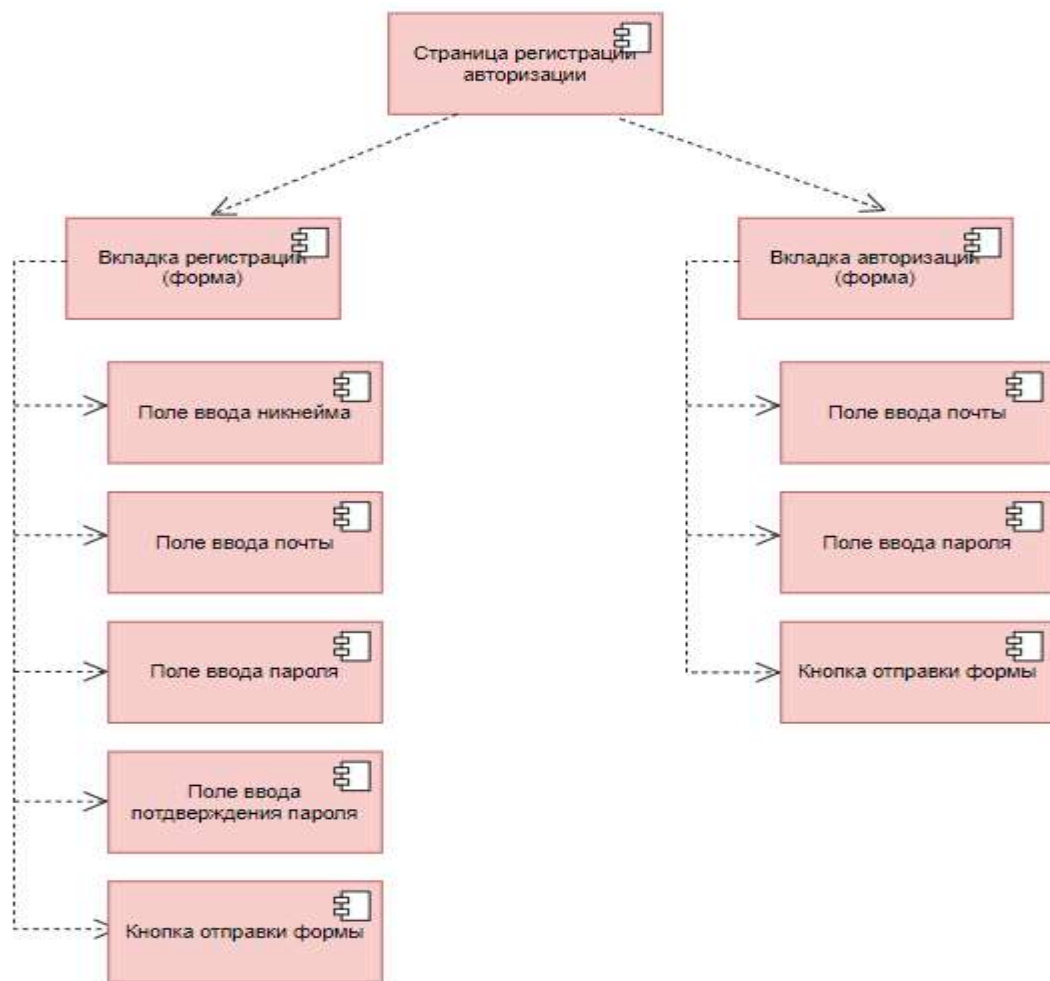 Страница регистрации
авторизации
Вкладка регистрации
(форма)
Поле ввода никнейма
Поле ввода почты
Поле ввода пароля
Поле ввода
потдверждения пароля
Кнопка отправки формы
Вкладка авторизации
(форма)
Поле ввода почты
Поле ввода пароля
Кнопка отправки формы